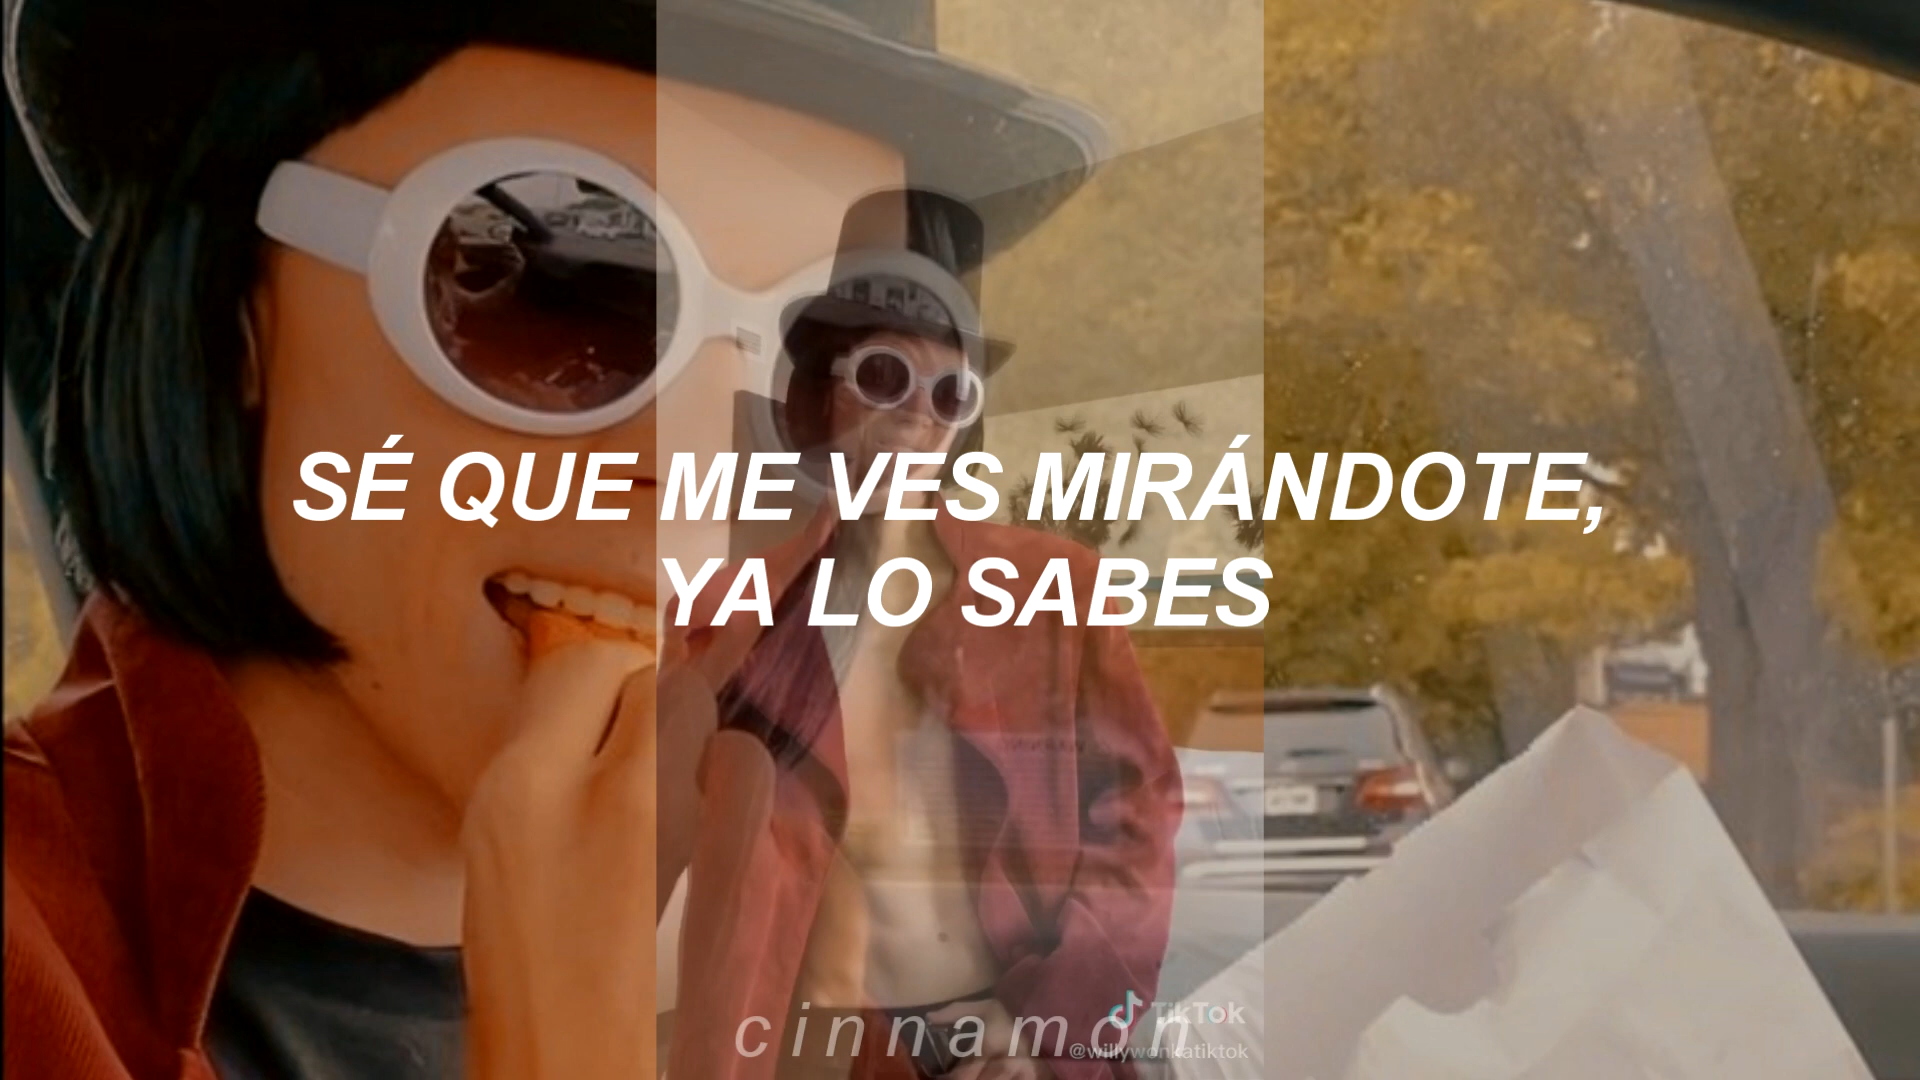 SÉ QUE ME VES MIRÁNDOTE,
YA LO SABES
cinnamon
TikTok
@willywonkatiktok